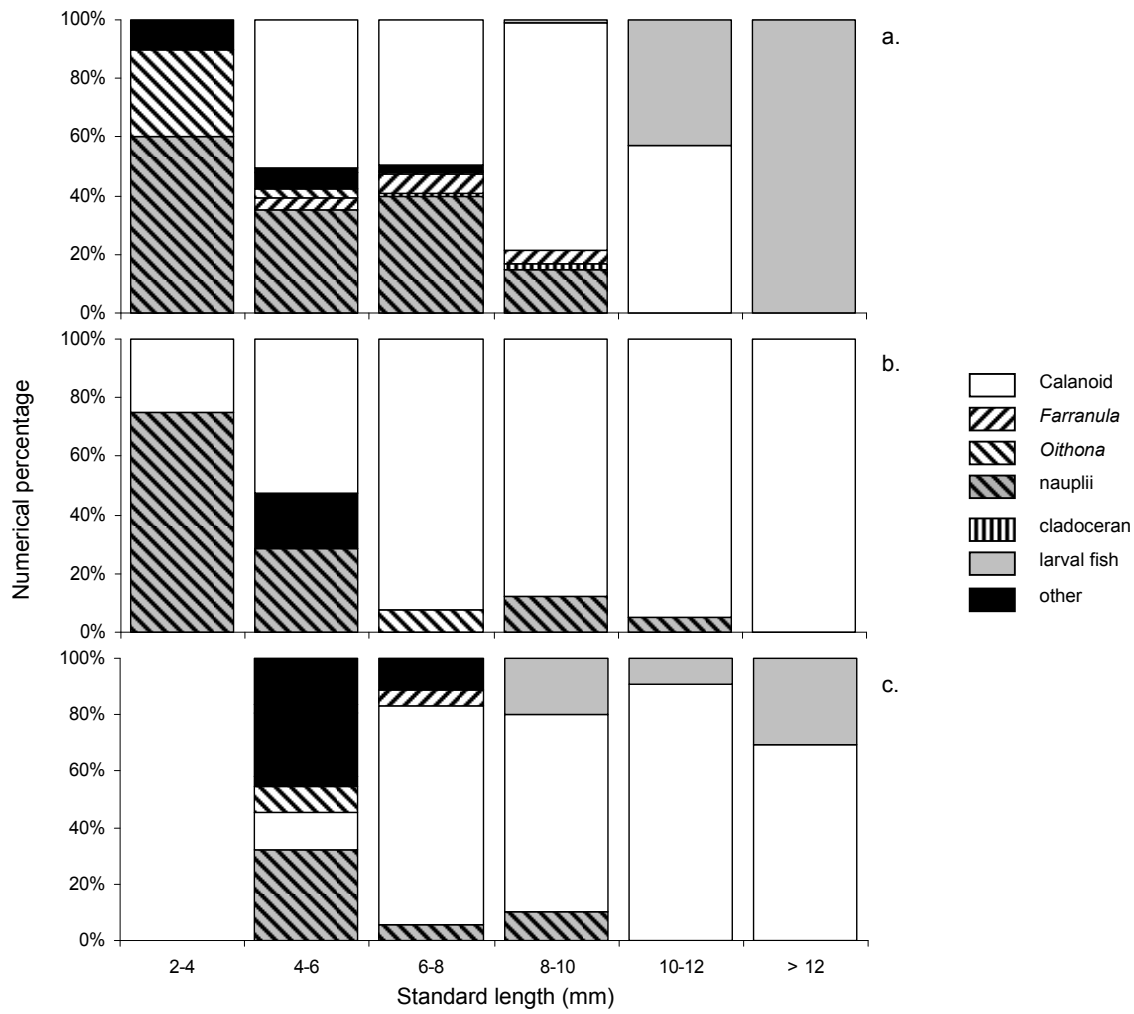 100%
80%
60%
40%
20%
0%
a.
100%
80%
60%
40%
20%
0%
b.
100%
80%
60%
40%
20%
0%
c.
Numerical percentage
2-4
4-6
6-8
8-10
10-12
> 12
Standard length (mm)
Calanoid
Farranula
Oithona
nauplii
cladoceran
larval fish
other